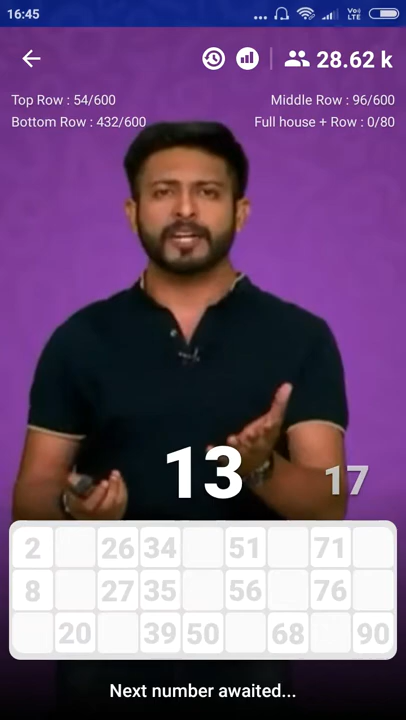 16:45
Vo) LTE
28.62 k
Top Row : 54/600 Middle Row : 96/600
Bottom Row : 432/600 Full house + Row : 0/80
13 17
2 26 34 51 71
8 27 35 56 76
20 39 50 68 90
Next number awaited...